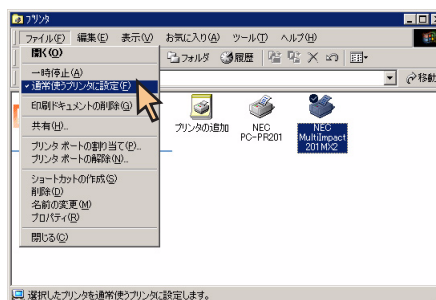 プリンタ
ファイル(F) 編集(E) 表示(V) お気に入り(A) ツール(T) ヘルプ(H)
開く(O)
フォルダ 履歴
一時停止(A)
通常使うプリンタに設定(F)
移動
印刷ドキュメントの削除(G)
共有(H)...
プリンタ ポートの割り当て(P)...
プリンタ ポートの解除(N)...
ショートカットの作成(S)
削除(D)
名前の変更(M)
プロパティ(R)
閉じる(C)
プリンタの追加
NEC
PC-PR201
NEC
MultiImpact
201MX2
選択したプリンタを通常使うプリンタに設定します。